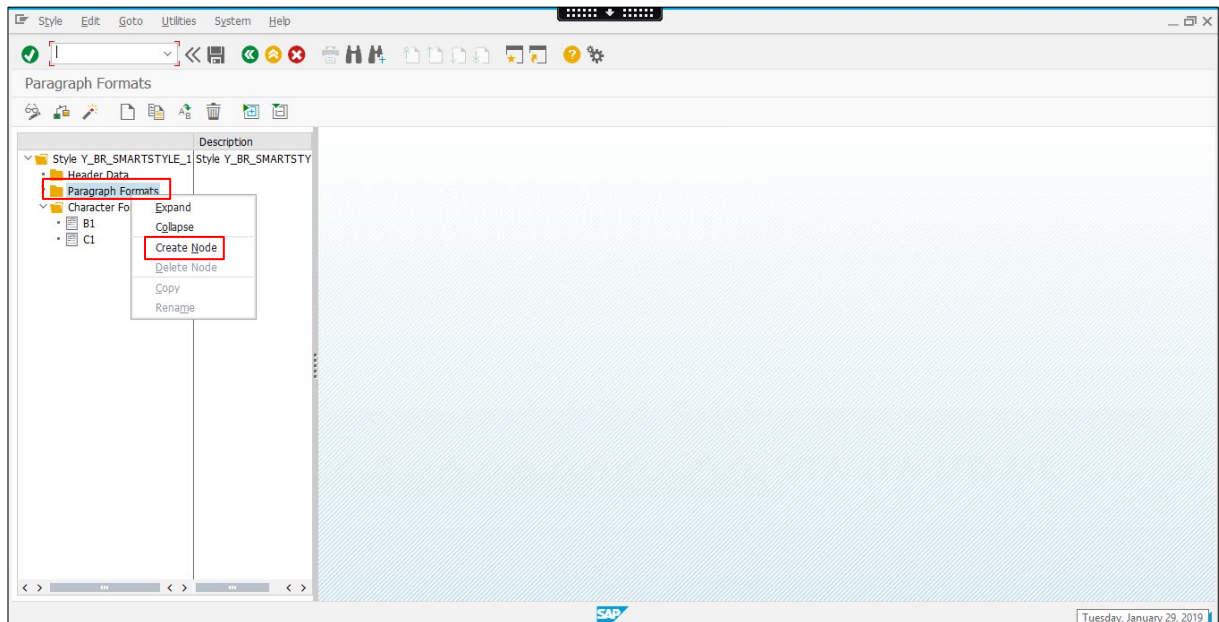 Style Edit Goto Utilities System Help
Paragraph Formats
Description
Style Y_BR_SMARTSTYLE_1 Style Y_BR_SMARTSTY
Header Data
Paragraph Formats
Character Fo
Expand
B1
Collapse
C1
Create Node
Delete Node
Copy
Rename
SAP
Tuesday, January 29, 2019